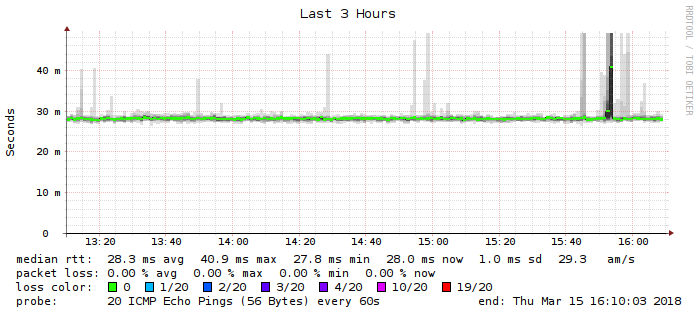 Last 3 Hours
RRDTOOL / TOBI OETIKER
Seconds
40 m
30 m
20 m
10 m
0
13:20 13:40 14:00 14:20 14:40 15:00 15:20 15:40 16:00
median rtt: 28.3 ms avg 40.9 ms max 27.8 ms min 28.0 ms now 1.0 ms sd 29.3 am/s
packet loss: 0.00 % avg 0.00 % max 0.00 % min 0.00 % now
loss color: 0 1/20 2/20 3/20 4/20 10/20 19/20
probe: 20 ICMP Echo Pings (56 Bytes) every 60s end: Thu Mar 15 16:10:03 2018